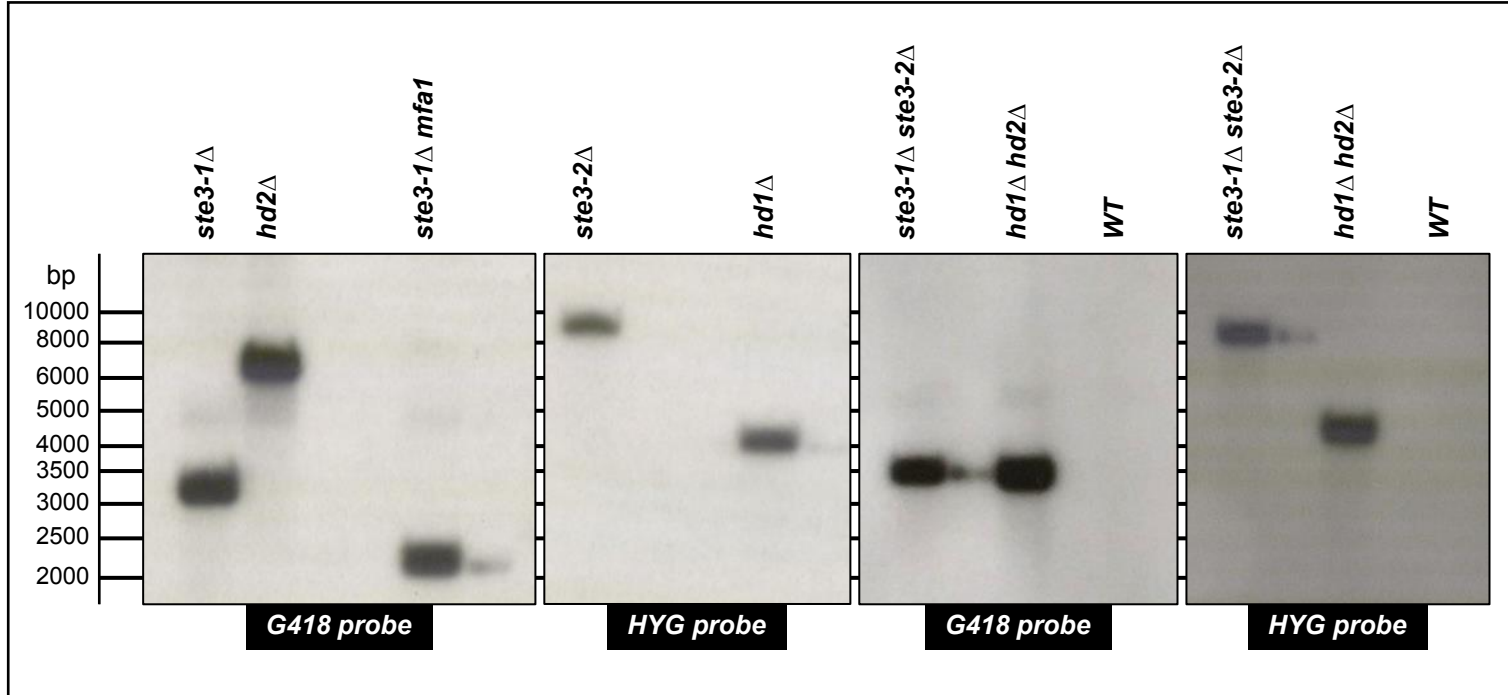 ste3-1Δ
hd2Δ
ste3-1Δ mfa1
ste3-2Δ
hd1Δ
ste3-1Δ ste3-2Δ
hd1Δ hd2Δ
WT
ste3-1Δ ste3-2Δ
hd1Δ hd2Δ
WT
bp
10000
8000
6000
5000
4000
3500
3000
2500
2000
G418 probe
HYG probe
G418 probe
HYG probe